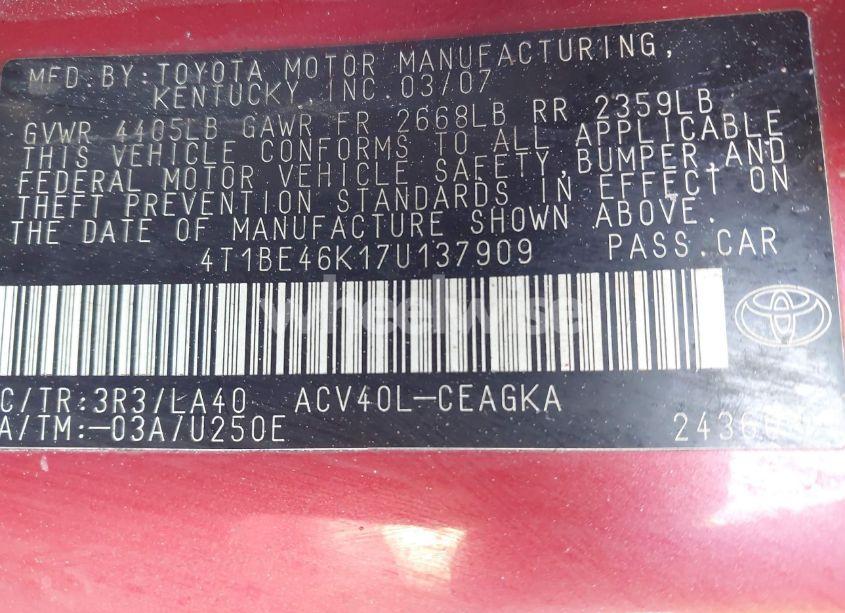 MFD. BY: TOYOTA MOTOR MANUFACTURING,
KENTUCKY, INC. 03/07
GVWR 4405LB GAWR FR 2668LB RR 2359LB
THIS VEHICLE CONFORMS TO ALL APPLICABLE
FEDERAL MOTOR VEHICLE SAFETY, BUMPER, AND
THEFT PREVENTION STANDARDS IN EFFECT ON
THE DATE OF MANUFACTURE SHOWN ABOVE.
4T1BE46K17U137909 PASS. CAR
wheelwise
C/TR:3R3/LA40 ACV40L-CEAGKA
A/TM:-03A/U250E